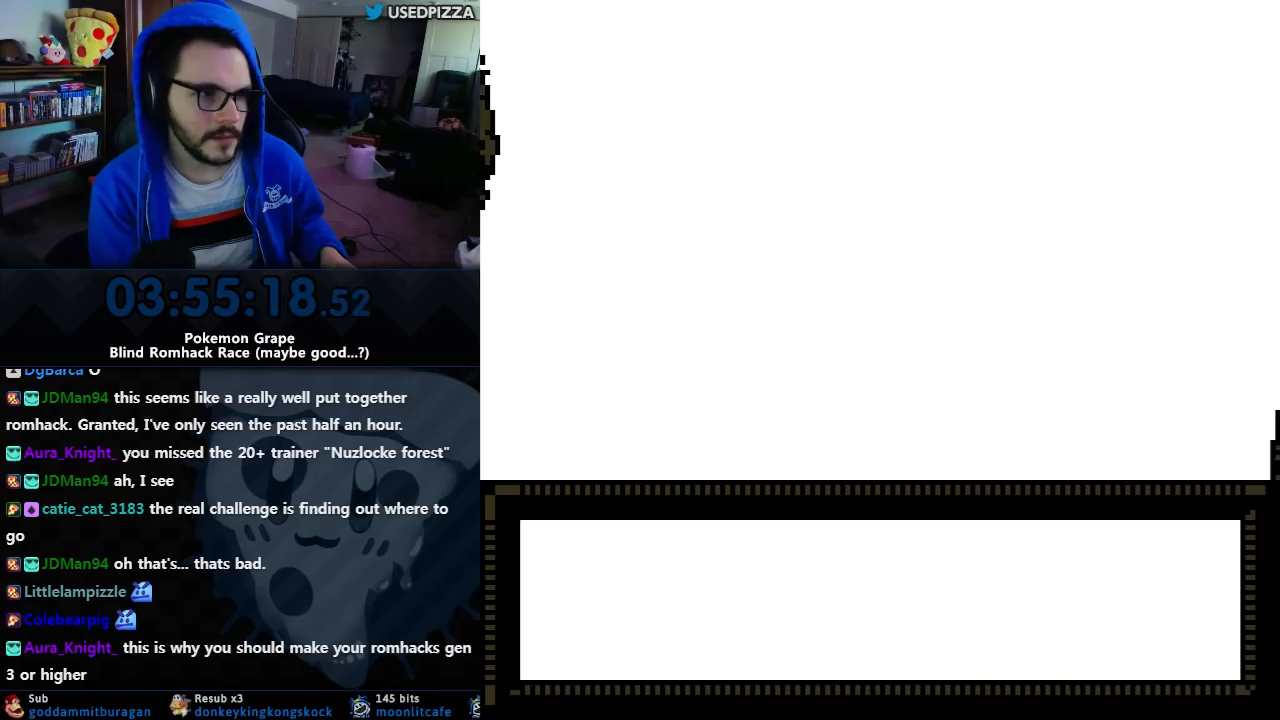 USEDPIZZA
03:55:18.52
Pokemon Grape
Blind Romhack Race (maybe good...?)
DgBarca O
JDMan94 this seems like a really well put together
romhack. Granted, I've only seen the past half an hour.
Aura_Knight_ you missed the 20+ trainer "Nuzlocke forest"
JDMan94 ah, I see
catie_cat_3183 the real challenge is finding out where to
go
JDMan94 oh that's... thats bad.
Littlelampizzle
Colebearpig
Aura_Knight_ this is why you should make your romhacks gen
3 or higher
Sub
goddammitburagan
Resub x3
donkeykingkongskock
145 bits
moonlitcafe